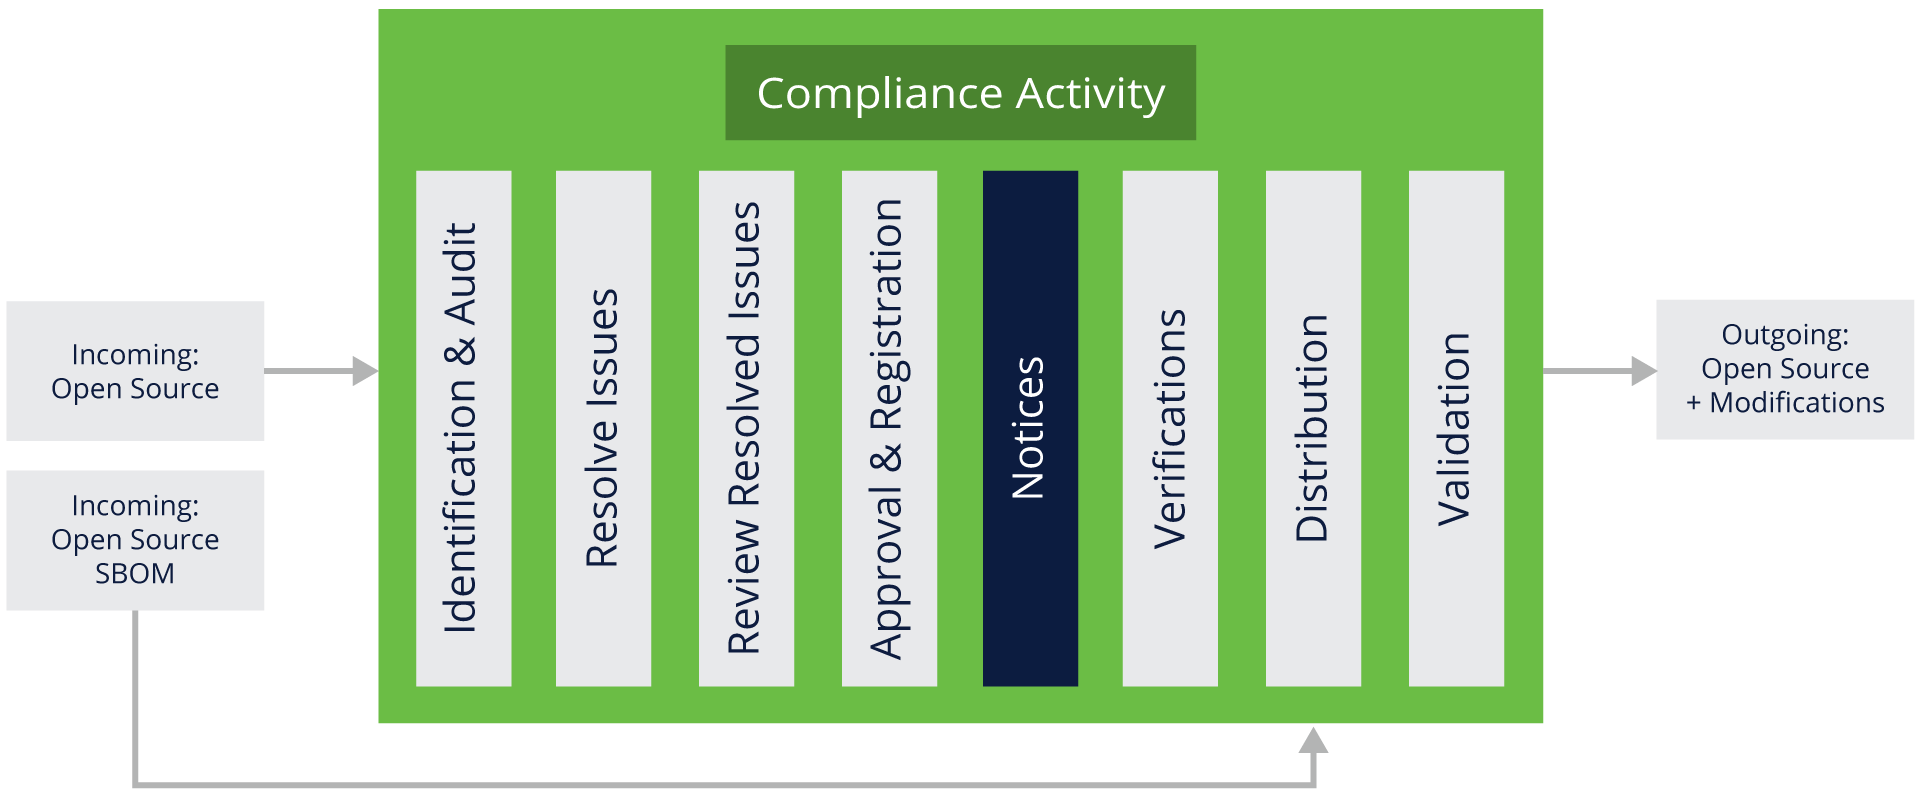 Compliance Activity
Incoming:
Open Source
Incoming:
Open Source
SBOM
Identification & Audit
Resolve Issues
Review Resolved Issues
Approval & Registration
Notices
Verifications
Distribution
Validation
Outgoing:
Open Source
+ Modifications